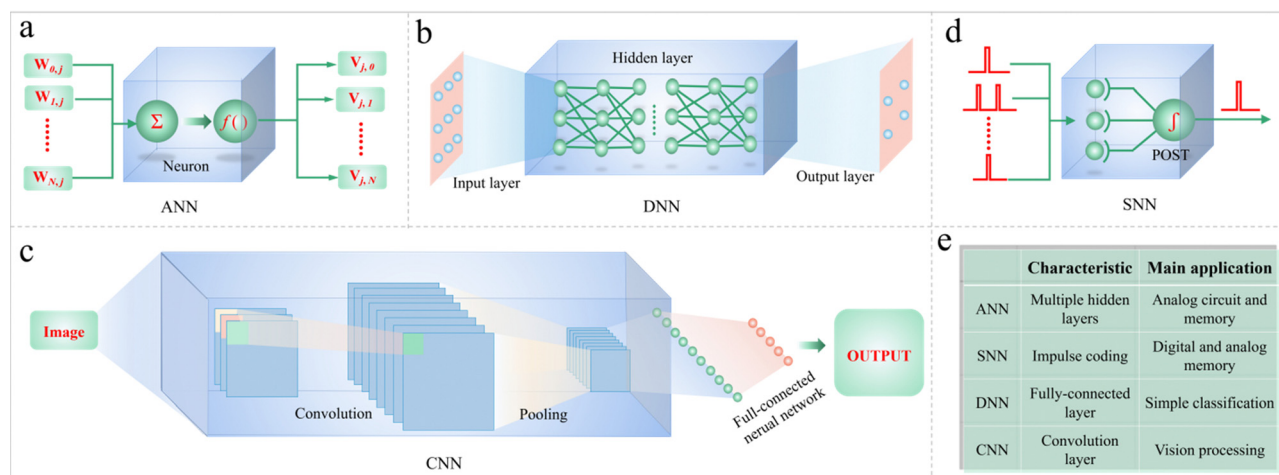 a
W0,j
W1,j
WN,j
Σ
f( )
Neuron
Vj,0
Vj,1
Vj,N
ANN
b
Hidden layer
Input layer
Output layer
DNN
d
∫
POST
SNN
c
Image
Convolution
Pooling
Full-connected
nerual network
OUTPUT
CNN
e
Characteristic Main application
ANN Multiple hidden layers Analog circuit and memory
SNN Impulse coding Digital and analog memory
DNN Fully-connected layer Simple classification
CNN Convolution layer Vision processing